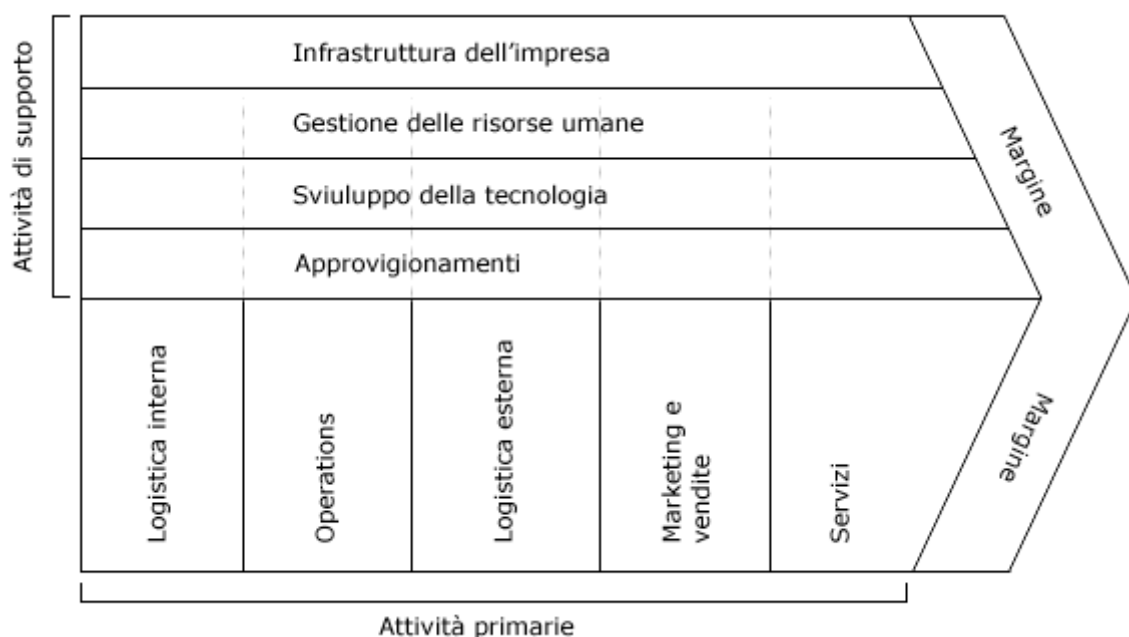 Attività di supporto
Infrastruttura dell'impresa
Gestione delle risorse umane
Sviuluppo della tecnologia
Approvigionamenti
Margine
Margine
Logistica interna
Operations
Logistica esterna
Marketing e
vendite
Servizi
Attività primarie